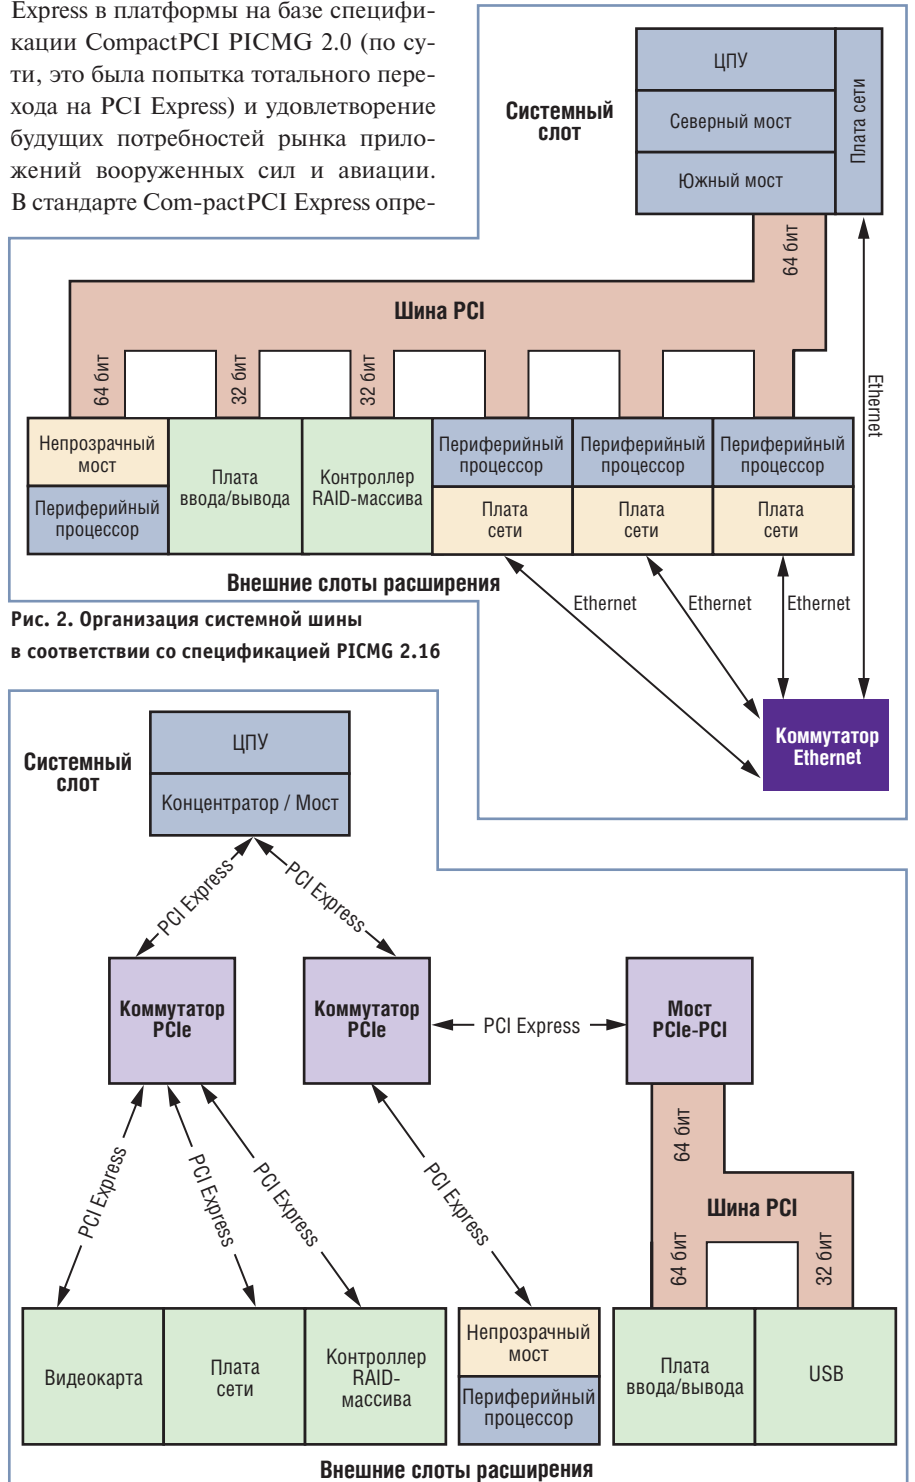 Express в платформы на базе специфи-
кации CompactPCI PICMG 2.0 (по су-
ти, это была попытка тотального пере-
хода на PCI Express) и удовлетворение
будущих потребностей рынка прило-
жений вооруженных сил и авиации.
В стандарте Com-pactPCI Express опре-
Системный
слот
ЦПУ
Северный мост
Южный мост
Плата сети
64 бит
Шина PCI
64 бит
32 бит
32 бит
Ethernet
Непрозрачный
мост
Периферийный
процессор
Плата
ввода/вывода
Контроллер
RAID-массива
Периферийный
процессор
Плата
сети
Периферийный
процессор
Плата
сети
Периферийный
процессор
Плата
сети
Внешние слоты расширения
Ethernet
Ethernet
Ethernet
Коммутатор
Ethernet
Рис. 2. Организация системной шины
в соответствии со спецификацией PICMG 2.16
Системный
слот
ЦПУ
Концентратор / Мост
PCI Express
PCI Express
Коммутатор
PCIe
Коммутатор
PCIe
PCI Express
Мост
PCIe-PCI
PCI Express
PCI Express
PCI Express
PCI Express
64 бит
Шина PCI
64 бит
32 бит
Видеокарта
Плата
сети
Контроллер
RAID-
массива
Непрозрачный
мост
Периферийный
процессор
Плата
ввода/вывода
USB
Внешние слоты расширения